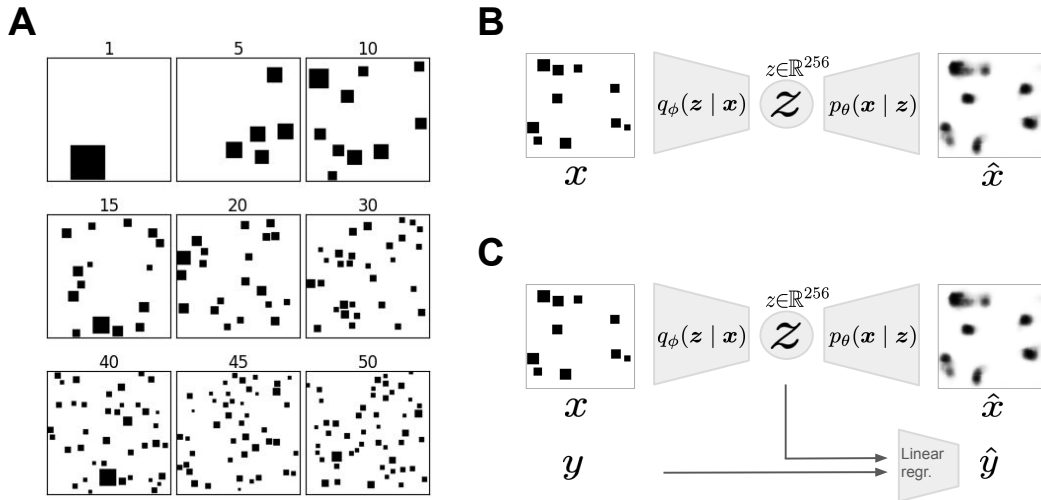 A
1 5 10
15 20 30
40 45 50
B
z∈ℝ²⁵⁶
qϕ(z | x) z pθ(x | z)
x x̂
C
z∈ℝ²⁵⁶
qϕ(z | x) z pθ(x | z)
x x̂
y Linear regr. ŷ